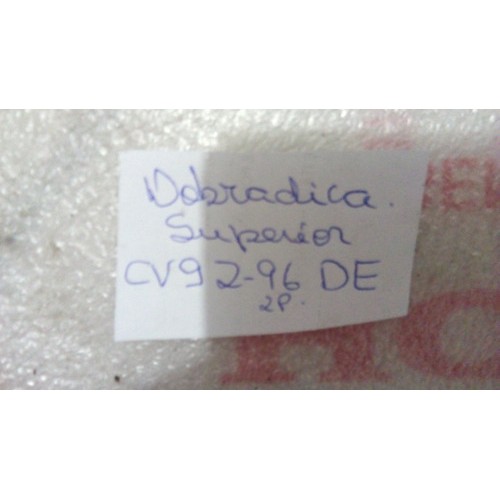 Dobradica.
Superior
CV92-96 DE
2P.